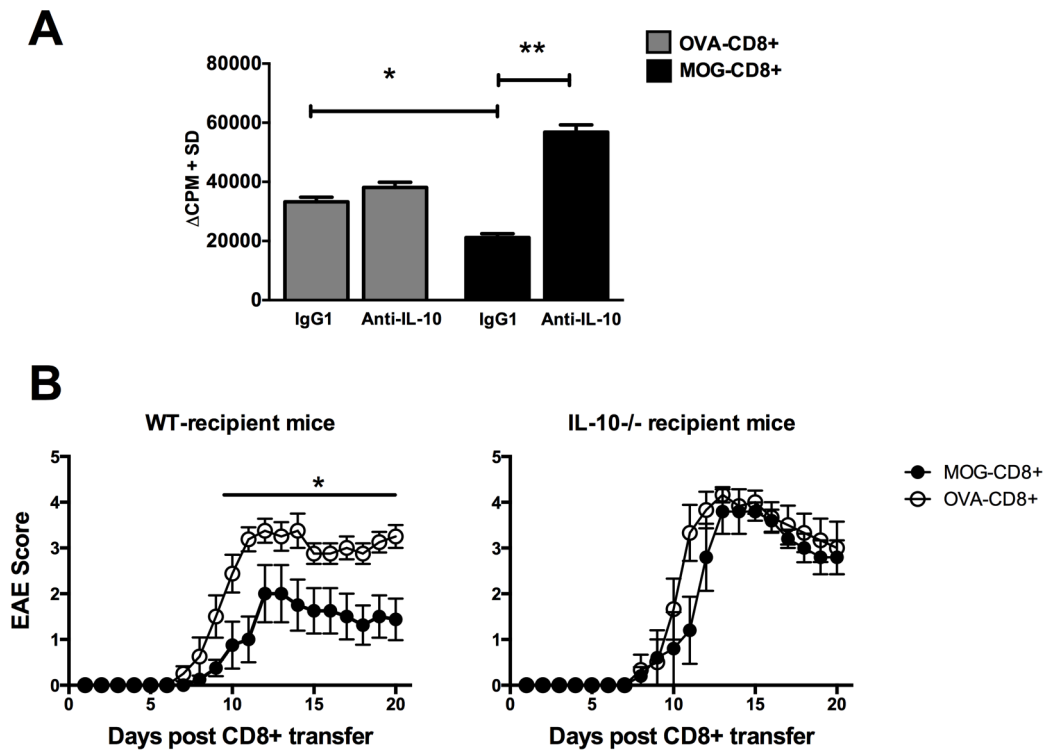 A
OVA-CD8+
MOG-CD8+
**
*
80000
60000
40000
20000
0
ΔCPM + SD
IgG1 Anti-IL-10 IgG1 Anti-IL-10
B
WT-recipient mice
IL-10-/- recipient mice
MOG-CD8+
OVA-CD8+
*
EAE Score
5
4
3
2
1
0
0 5 10 15 20
Days post CD8+ transfer
5
4
3
2
1
0
0 5 10 15 20
Days post CD8+ transfer